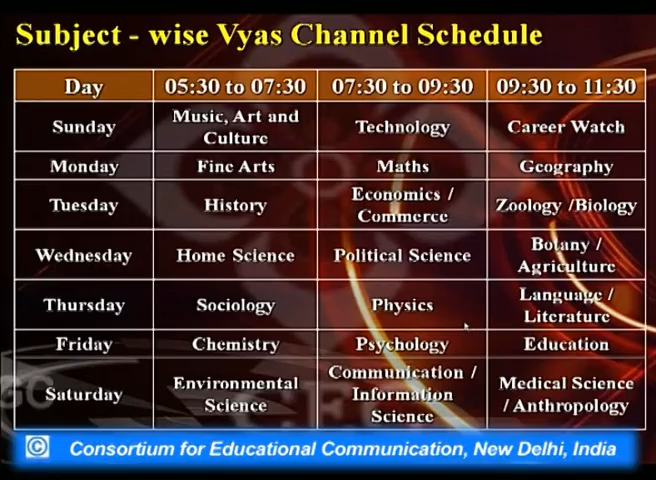 Subject - wise Vyas Channel Schedule
Day 05:30 to 07:30 07:30 to 09:30 09:30 to 11:30
Sunday Music, Art and Culture Technology Career Watch
Monday Fine Arts Maths Geography
Tuesday History Economics / Commerce Zoology /Biology
Wednesday Home Science Political Science Botany / Agriculture
Thursday Sociology Physics Language / Literature
Friday Chemistry Psychology Education
Saturday Environmental Science Communication / Information Science Medical Science / Anthropology
© Consortium for Educational Communication, New Delhi, India